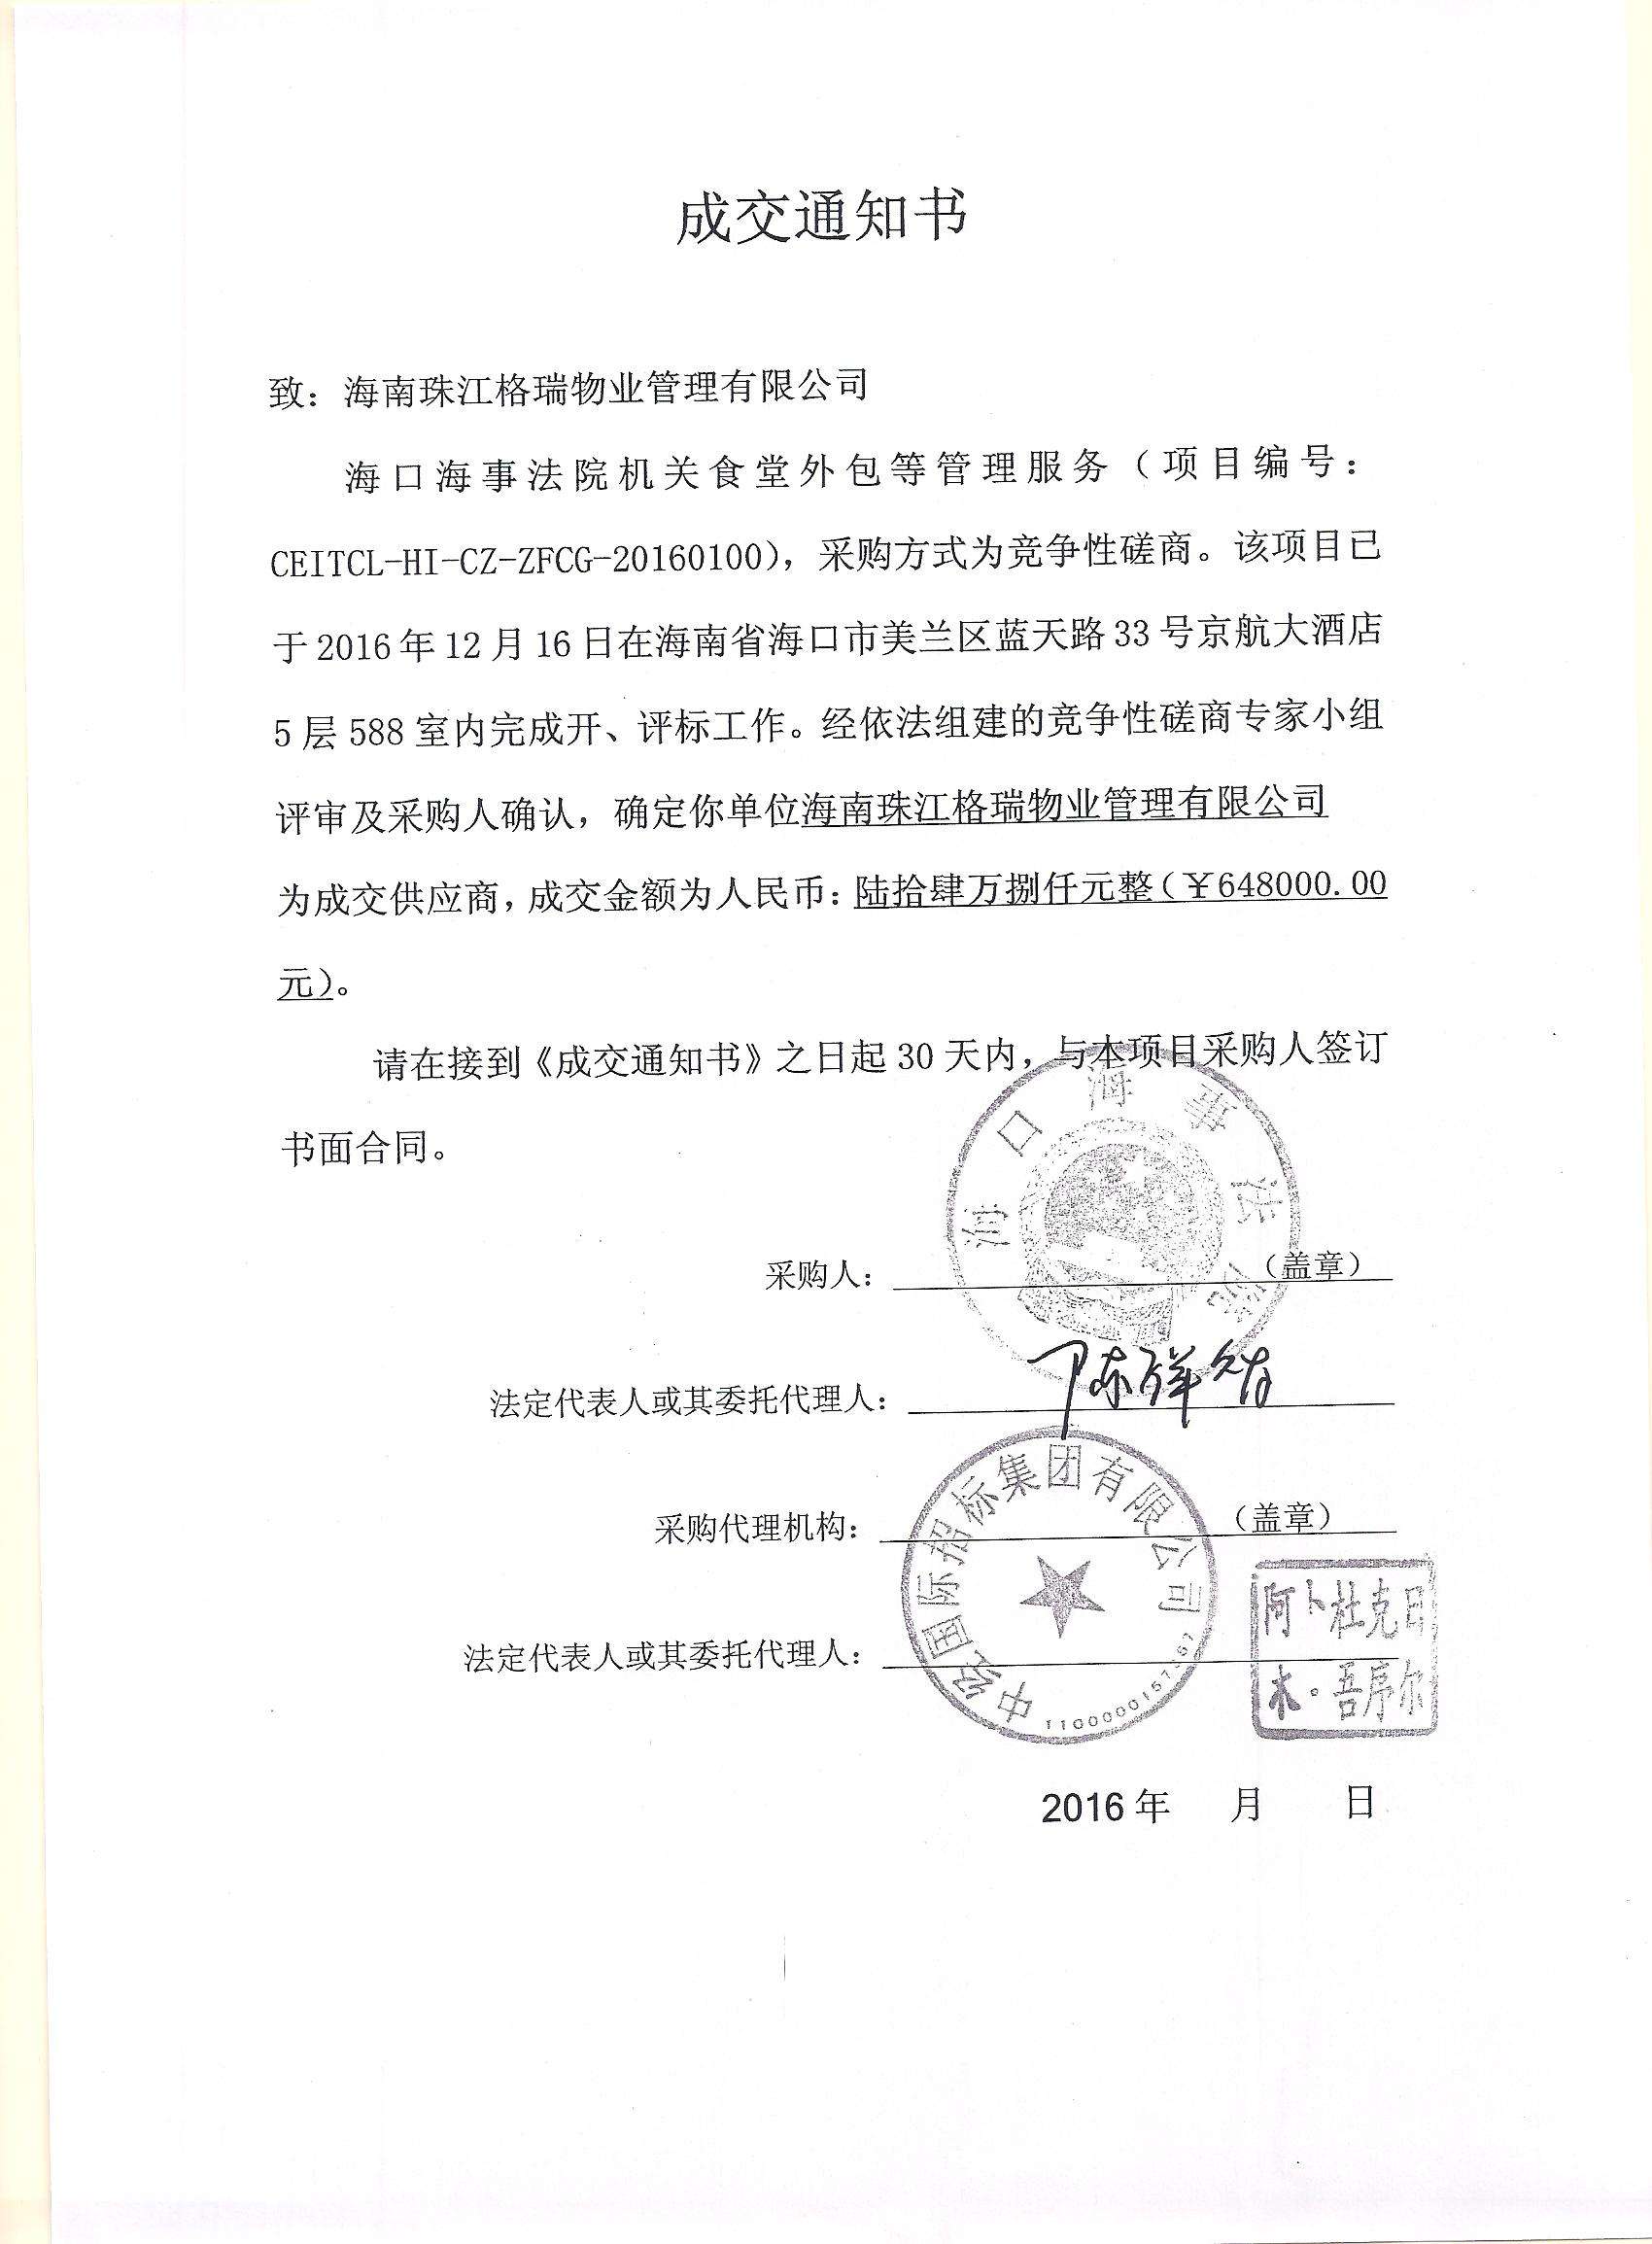 成交通知书
致：海南珠江格瑞物业管理有限公司
海口海事法院机关食堂外包等管理服务（项目编号：
CEITCL-HI-CZ-ZFCG-20160100），采购方式为竞争性磋商。该项目已
于2016年12月16日在海南省海口市美兰区蓝天路33号京航大酒店
5层588室内完成开、评标工作。经依法组建的竞争性磋商专家小组
评审及采购人确认，确定你单位海南珠江格瑞物业管理有限公司
为成交供应商，成交金额为人民币：陆拾肆万捌仟元整（￥648000.00
元）。
请在接到《成交通知书》之日起30天内，与本项目采购人签订
书面合同。
海口海事法院
采购人：（盖章）
法定代表人或其委托代理人：
中经国际招标集团有限公司
采购代理机构：（盖章）
法定代表人或其委托代理人：
阿卜杜克日
木·吾序尔
2016年 月 日